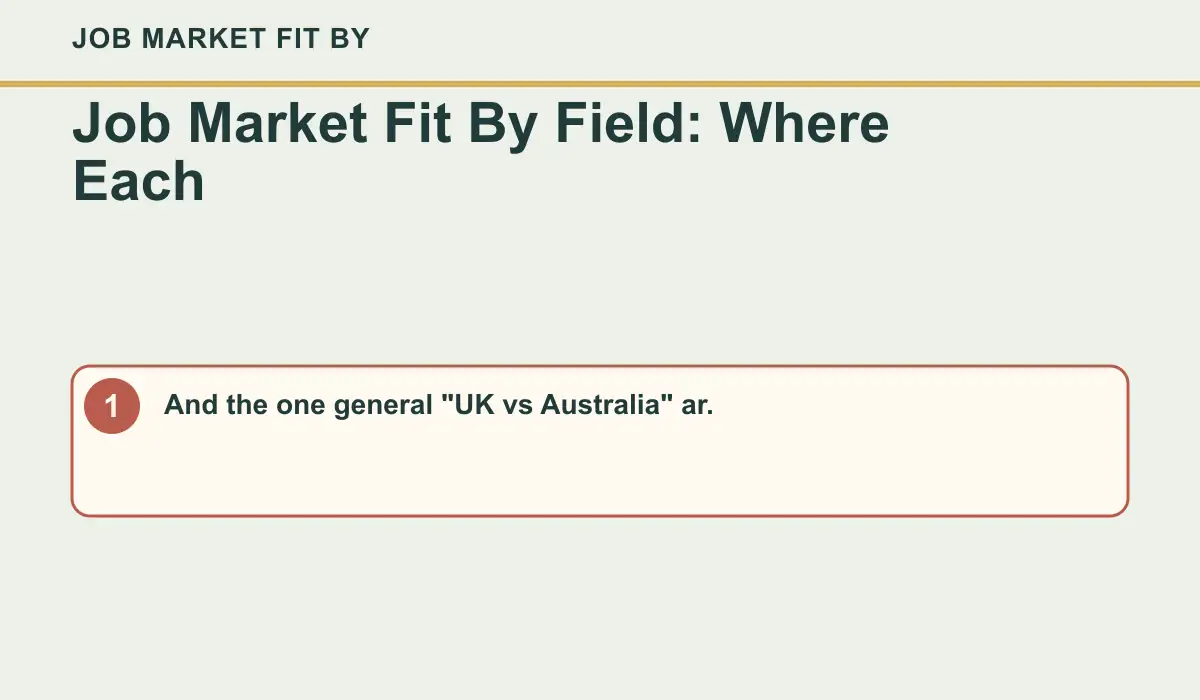 JOB MARKET FIT BY
Job Market Fit By Field: Where
Each
1
And the one general "UK vs Australia" ar.